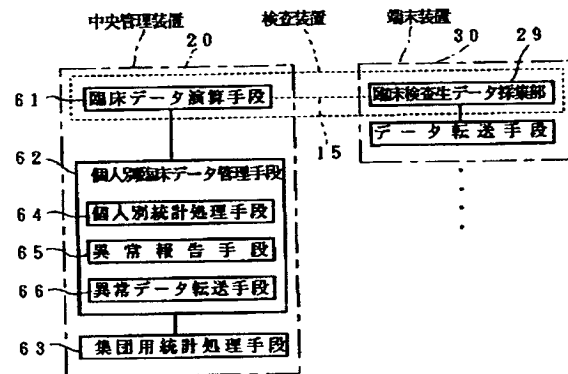 中央管理装置 検査装置 端末装置
20 30 29
61 臨床データ演算手段 臨床検査生データ採集部
データ転送手段
15
62 個人別臨床データ管理手段
64 個人別統計処理手段
65 異常報告手段
66 異常データ転送手段
63 集団用統計処理手段